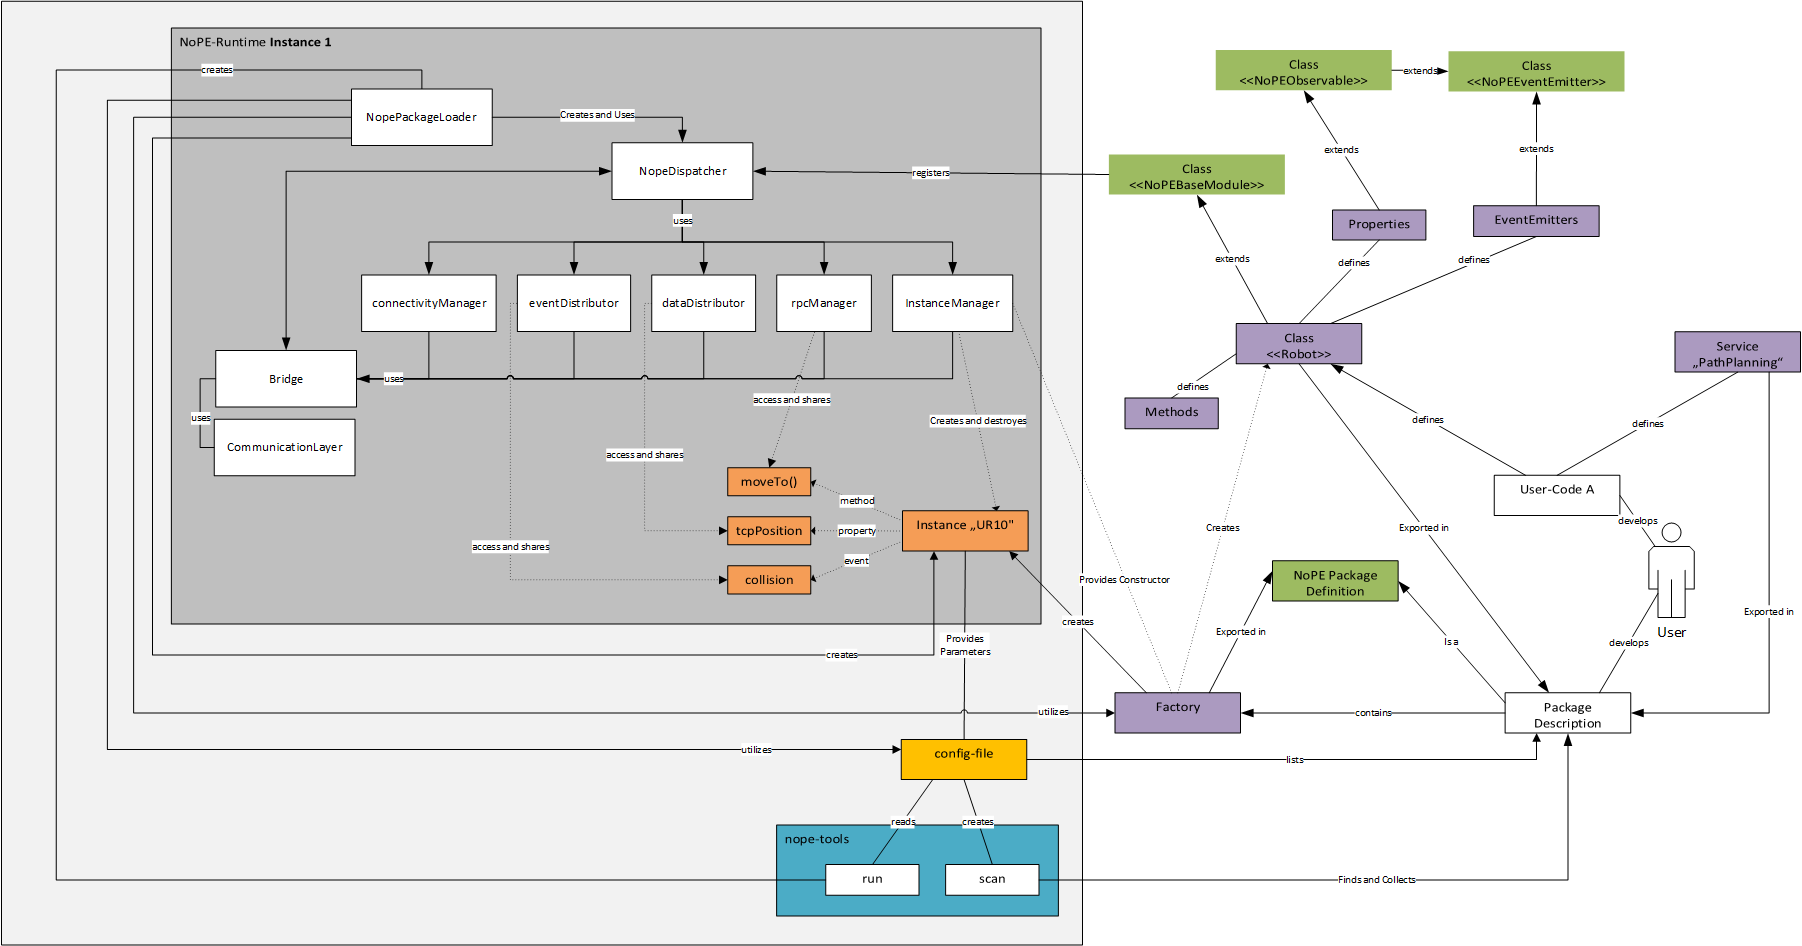 NoPE-Runtime Instance 1
creates
NopePackageLoader
Creates and Uses
NopeDispatcher
registers
uses
connectivityManager
eventDistributor
dataDistributor
rpcManager
InstanceManager
Bridge
uses
uses
CommunicationLayer
access and shares
Creates and destroyes
access and shares
access and shares
moveTo()
tcpPosition
collision
method
property
event
Instance „UR10"
Provides
Parameters
creates
creates
utilizes
utilizes
config-file
reads
creates
nope-tools
run
scan
Class
<<NoPEObservable>>
extends
Class
<<NoPEEventEmitter>>
extends
extends
Class
<<NoPEBaseModule>>
Properties
EventEmitters
extends
defines
defines
Class
<<Robot>>
defines
Methods
Service
„PathPlanning“
defines
defines
User-Code A
develops
User
Creates
Exported in
Provides Constructor
NoPE Package
Definition
Exported in
Is a
develops
Exported in
Factory
contains
Package
Description
lists
Finds and Collects